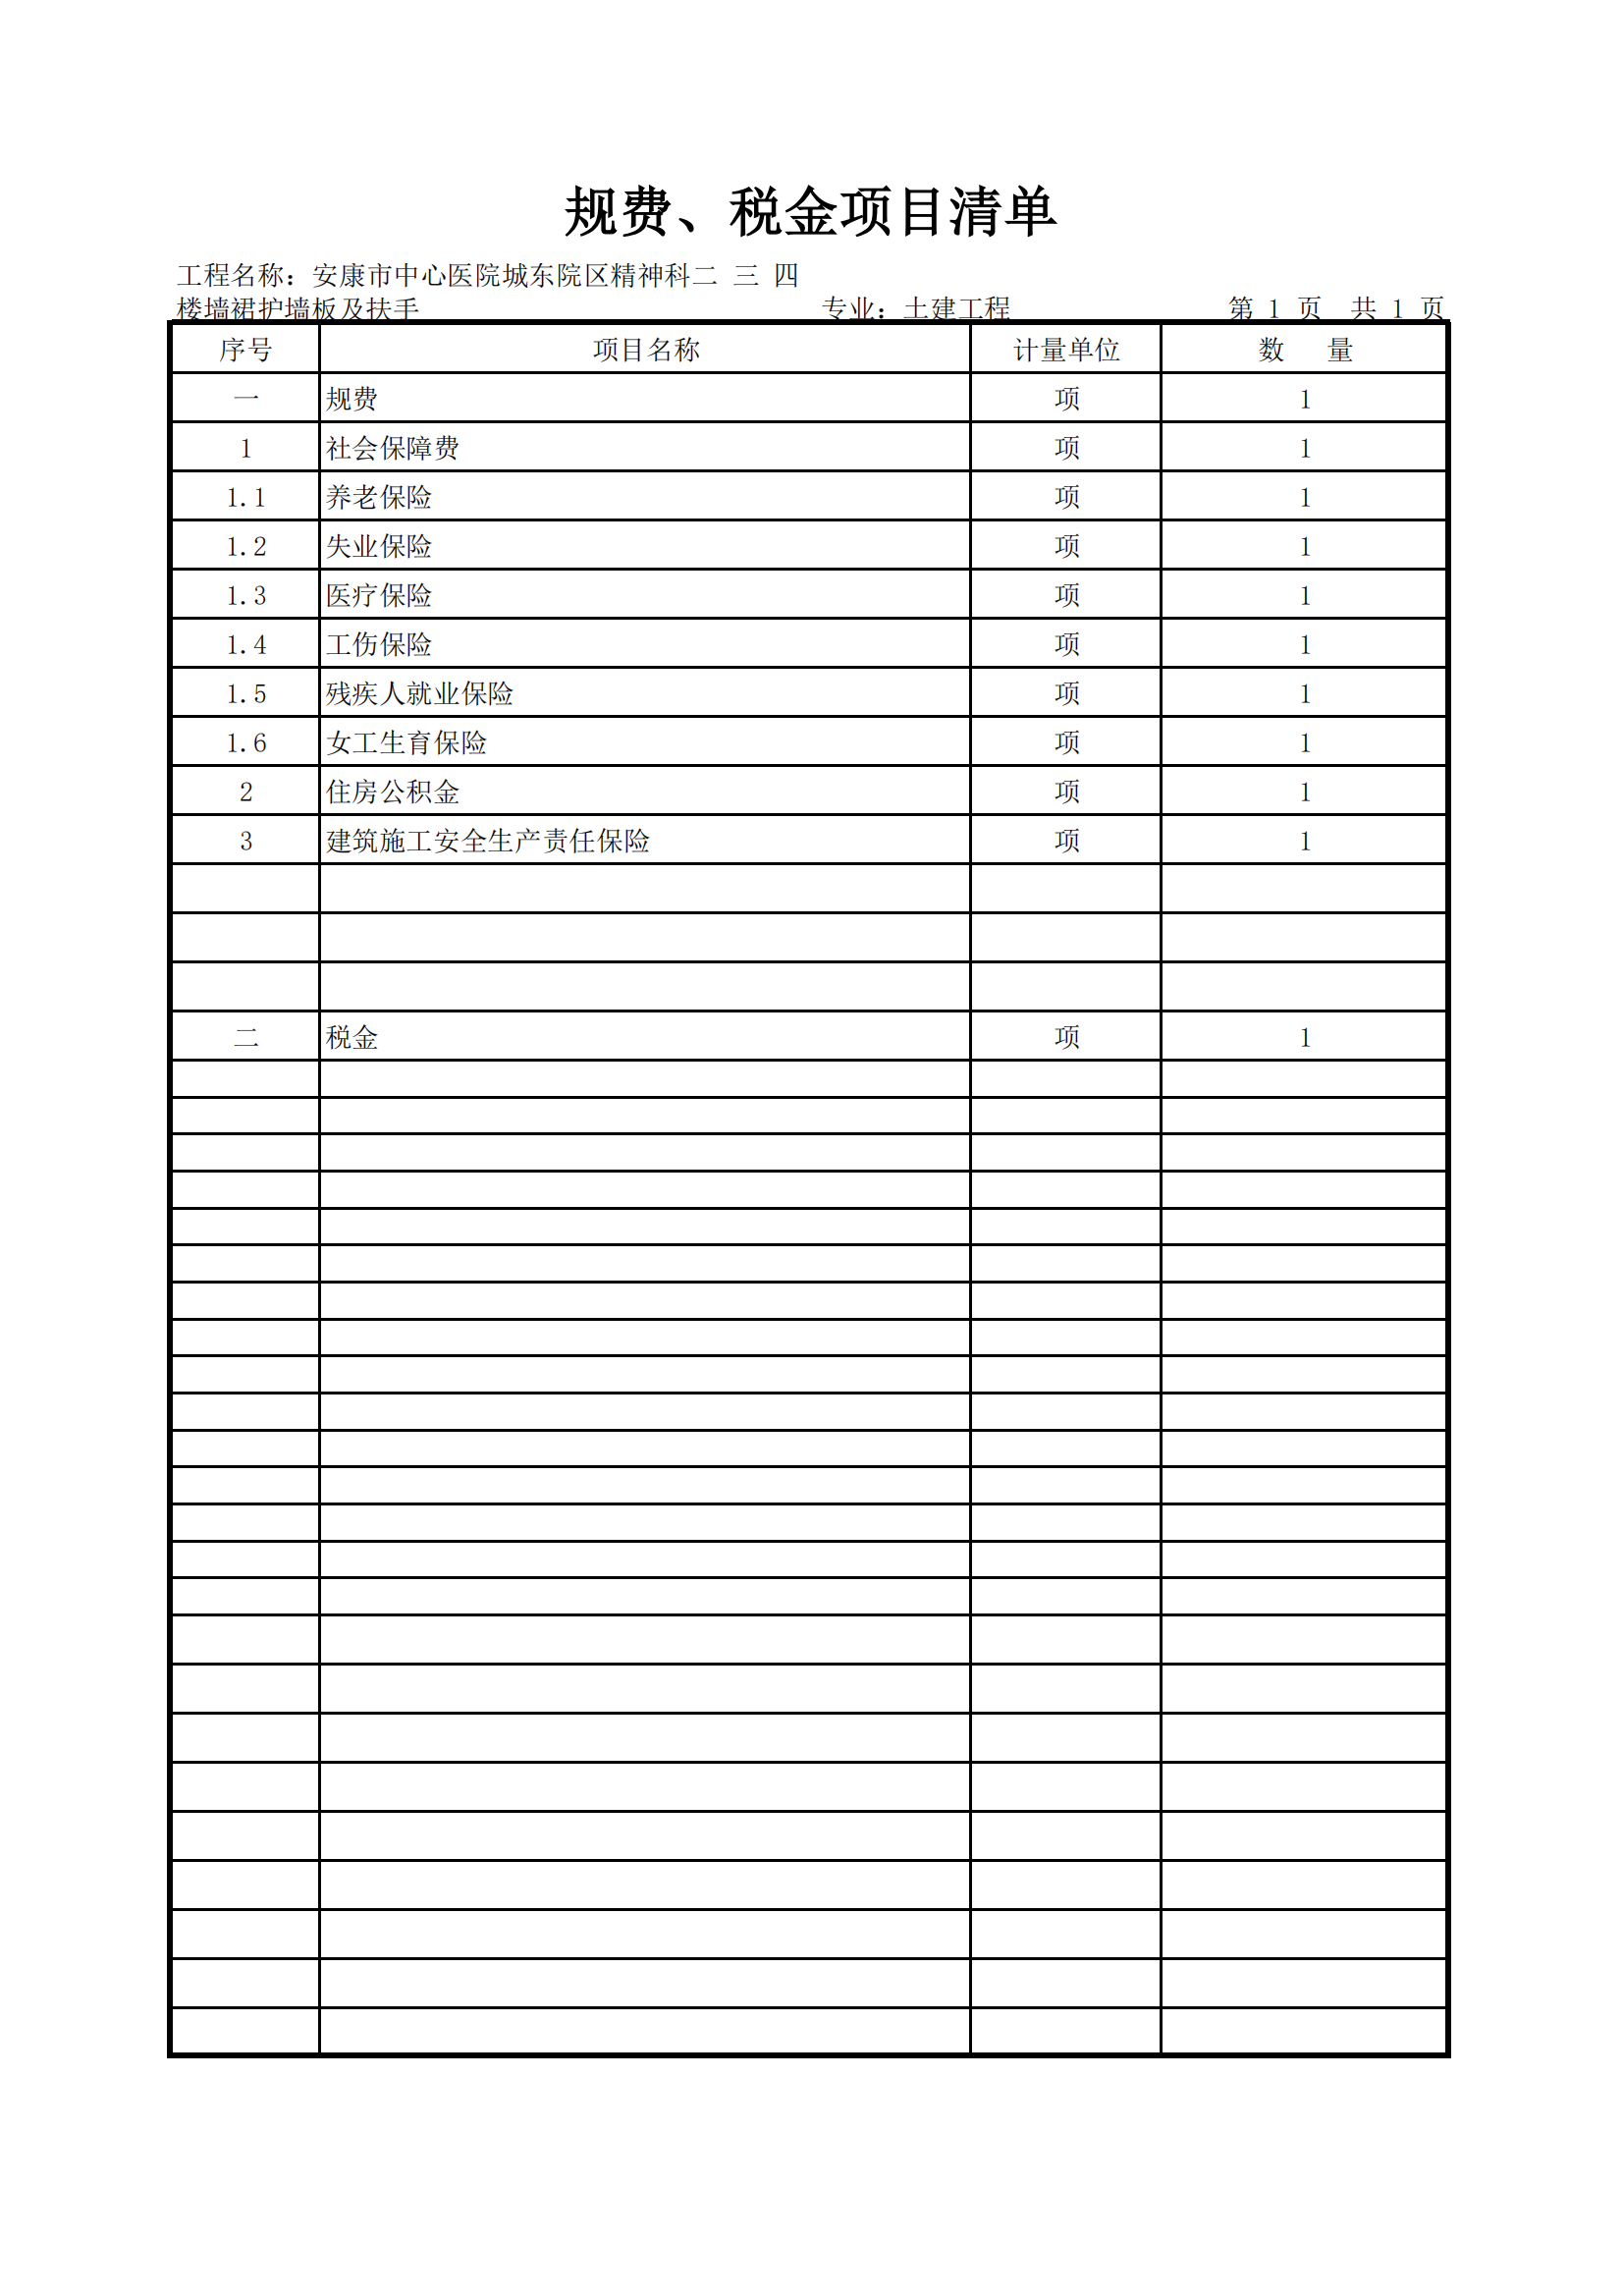 规费、税金项目清单
工程名称：安康市中心医院城东院区精神科二 三 四
楼墙裙护墙板及扶手 专业：土建工程 第 1 页 共 1 页
序号 项目名称 计量单位 数 量
一 规费 项 1
1 社会保障费 项 1
1.1 养老保险 项 1
1.2 失业保险 项 1
1.3 医疗保险 项 1
1.4 工伤保险 项 1
1.5 残疾人就业保险 项 1
1.6 女工生育保险 项 1
2 住房公积金 项 1
3 建筑施工安全生产责任保险 项 1
二 税金 项 1